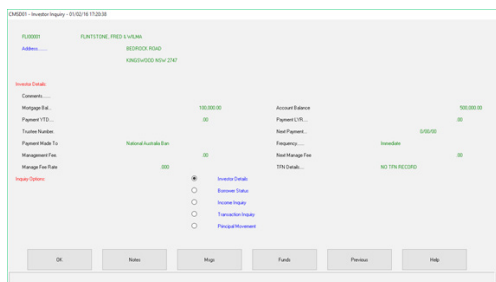 CMSD01 - Investor Inquiry - 01/02/16 17:20:38
FLI00001 FLINTSTONE, FRED & WILMA
Address........ BEDROCK ROAD
KINGSWOOD NSW 2747
Investor Details
Comments......
Mortgage Bal... 100,000.00 Account Balance 500,000.00
Payment YTD... .00 Payment LYR.... .00
Trustee Number Next Payment... 0/00/00
Payment Made To National Australia Ban Frequency...... Immediate
Management Fee. .00 Next Manage Fee .00
Manage Fee Rate .000 TFN Details.... NO TFN RECORD
Inquiry Options: Investor Details
Borrower Status
Income Inquiry
Transaction Inquiry
Principal Movement
OK Notes Msgs Funds Previous Help